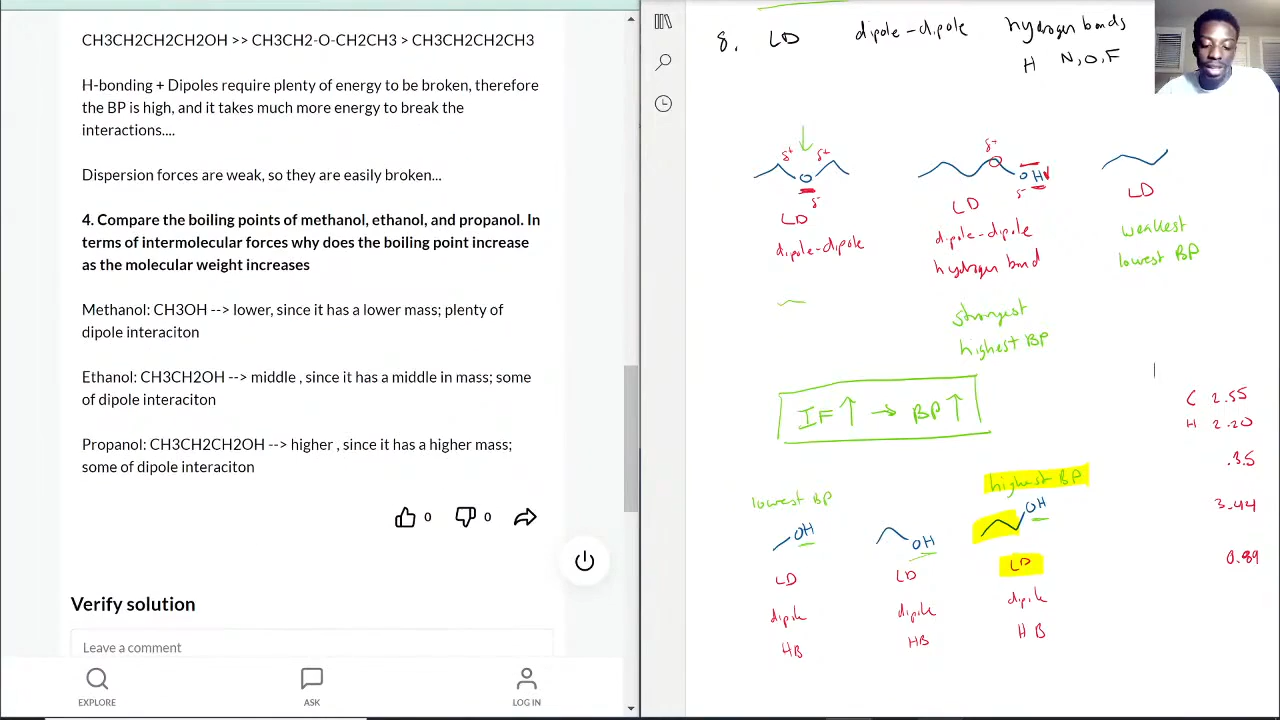 CH3CH2CH2CH2OH >> CH3CH2-O-CH2CH3 > CH3CH2CH2CH3
H-bonding + Dipoles require plenty of energy to be broken, therefore
the BP is high, and it takes much more energy to break the
interactions....
Dispersion forces are weak, so they are easily broken...
4. Compare the boiling points of methanol, ethanol, and propanol. In
terms of intermolecular forces why does the boiling point increase
as the molecular weight increases
Methanol: CH3OH --> lower, since it has a lower mass; plenty of
dipole interaciton
Ethanol: CH3CH2OH --> middle , since it has a middle in mass; some
of dipole interaciton
Propanol: CH3CH2CH2OH --> higher , since it has a higher mass;
some of dipole interaciton
0 0
Verify solution
Leave a comment
EXPLORE ASK LOG IN
8. LD dipole-dipole hydrogen bonds
H N, O, F
δ+ δ+ δ+
O O H
δ- δ-
LD LD LD
dipole-dipole dipole-dipole weakest
hydrogen bond lowest BP
strongest
highest BP
IF ↑ → BP ↑
C 2.55
H 2.20
.35
3.44
0.89
lowest BP highest BP
OH OH OH
LD LD LD
dipole dipole dipole
HB HB HB